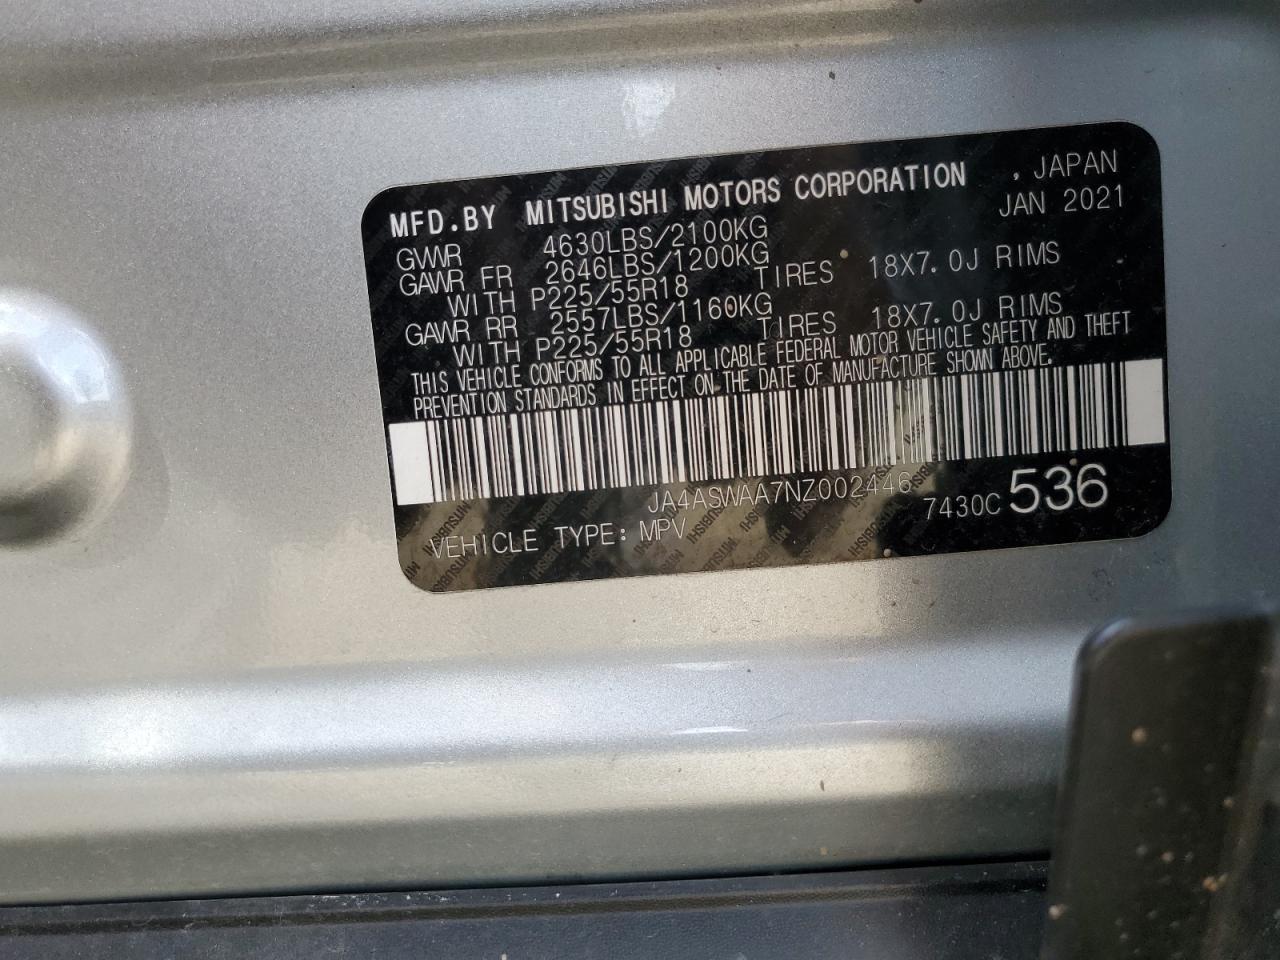 MFD.BY MITSUBISHI MOTORS CORPORATION , JAPAN
JAN 2021
GVWR 4630LBS/2100KG
GAWR FR 2646LBS/1200KG
WITH P225/55R18 TIRES 18X7.0J RIMS
GAWR RR 2557LBS/1160KG
WITH P225/55R18 TIRES 18X7.0J RIMS
THIS VEHICLE CONFORMS TO ALL APPLICABLE FEDERAL MOTOR VEHICLE SAFETY AND THEFT
PREVENTION STANDARDS IN EFFECT ON THE DATE OF MANUFACTURE SHOWN ABOVE.
JA4ASWAA7NZ002446
7430C 536
VEHICLE TYPE: MPV